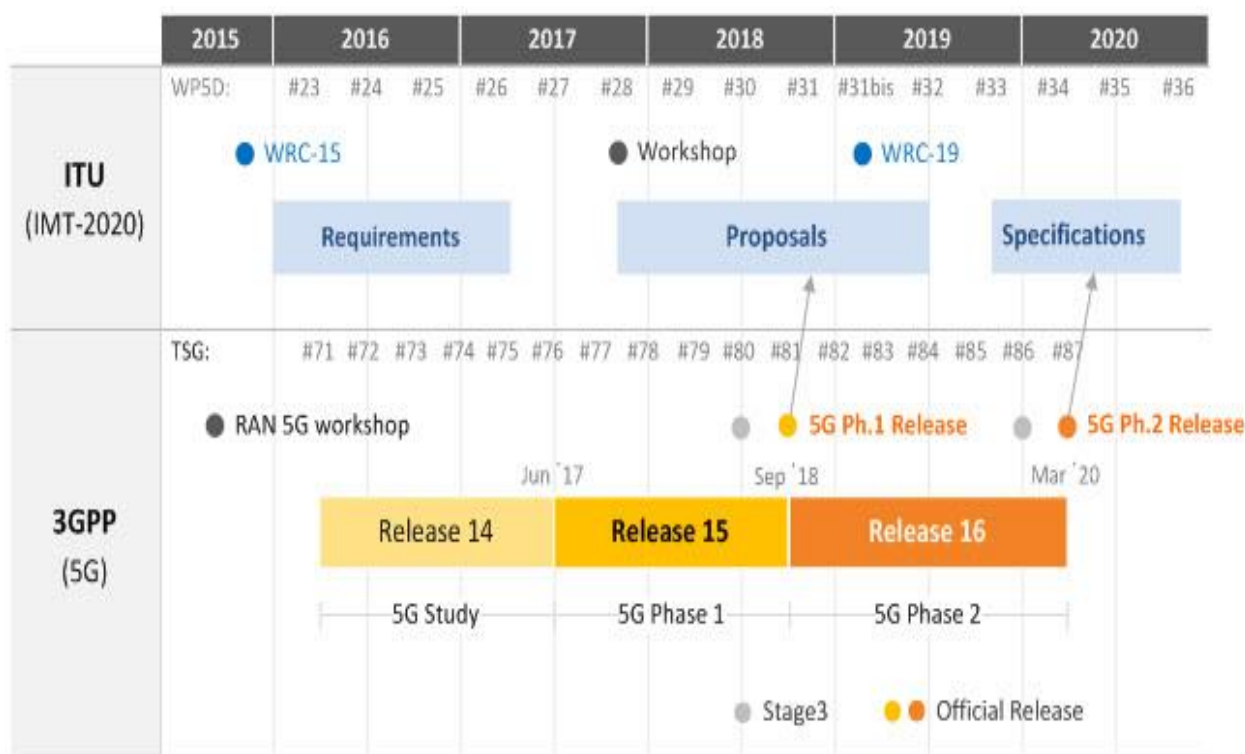 2015 2016 2017 2018 2019 2020
WP5D: #23 #24 #25 #26 #27 #28 #29 #30 #31 #31bis #32 #33 #34 #35 #36
WRC-15 Workshop WRC-19
ITU
(IMT-2020)
Requirements Proposals Specifications
TSG: #71 #72 #73 #74 #75 #76 #77 #78 #79 #80 #81 #82 #83 #84 #85 #86 #87
RAN 5G workshop 5G Ph.1 Release 5G Ph.2 Release
Jun ´17 Sep ´18 Mar ´20
3GPP
(5G)
Release 14 Release 15 Release 16
5G Study 5G Phase 1 5G Phase 2
Stage3 Official Release